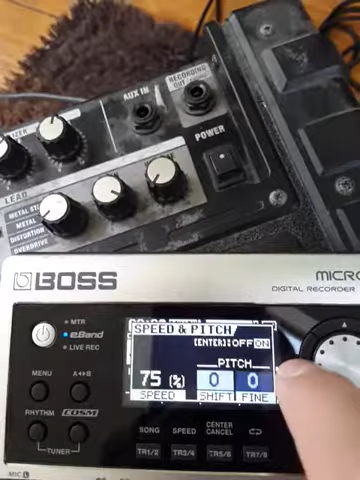 AUX IN
RECORDING
OUT
POWER
LEAD
METAL
DISTORTION
OVERDRIVE
BOSS
MICRO
DIGITAL RECORDER
MTR
eBand
LIVE REC
MENU
A↔B
RHYTHM
COSM
TUNER
MIC
SPEED & PITCH
[ENTER]:OFF ON
PITCH
75 (%) 0 0
SPEED SHIFT FINE
SONG SPEED CENTER CANCEL
TR1/2 TR3/4 TR5/6 TR7/8